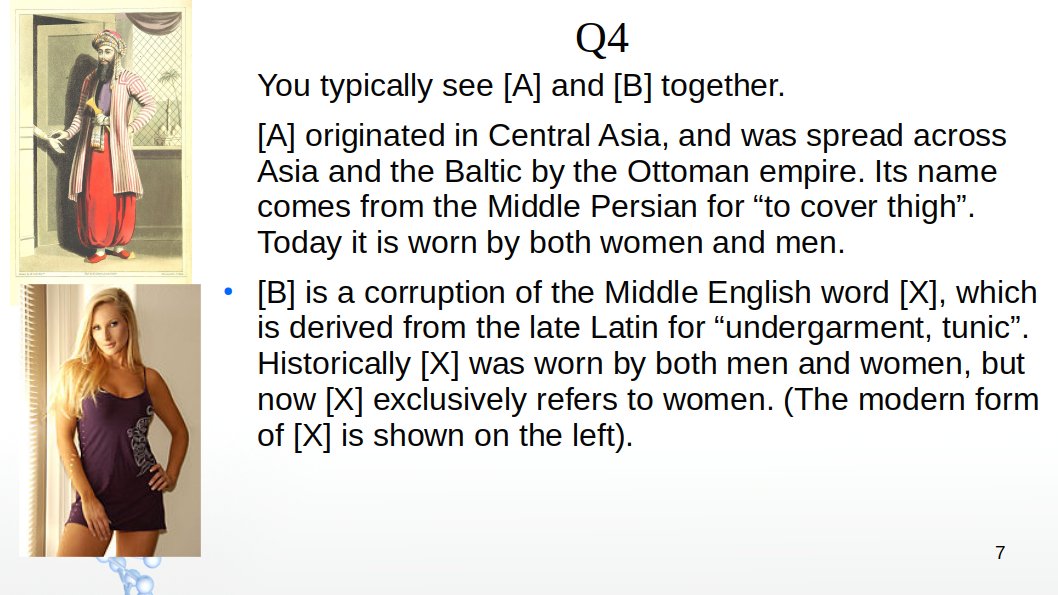 Q4
You typically see [A] and [B] together.
[A] originated in Central Asia, and was spread across
Asia and the Baltic by the Ottoman empire. Its name
comes from the Middle Persian for “to cover thigh”.
Today it is worn by both women and men.
• [B] is a corruption of the Middle English word [X], which
is derived from the late Latin for “undergarment, tunic”.
Historically [X] was worn by both men and women, but
now [X] exclusively refers to women. (The modern form
of [X] is shown on the left).
7